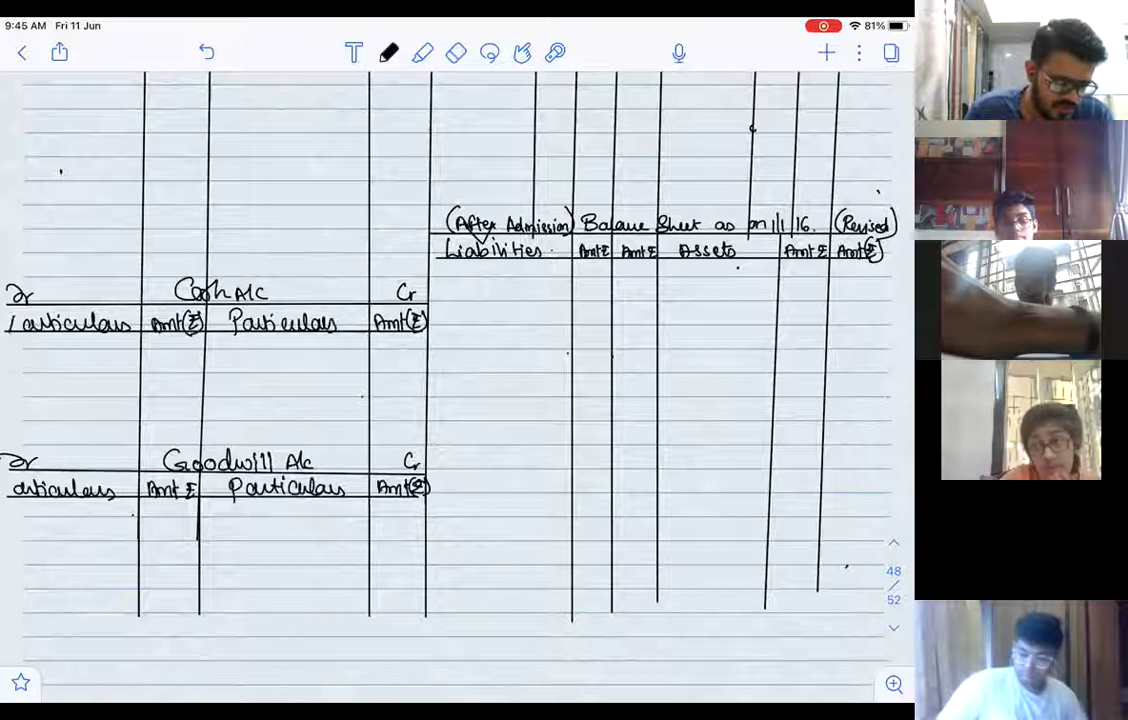 9:45 AM Fri 11 Jun
81%
(After Admission) Balance Sheet as on 1/1/16. (Revised)
Liabilities. Amt ₹ Amt ₹ Assets Amt ₹ Amt(₹)
Dr Cash A/c Cr
Particulars Amt(₹) Particulars Amt(₹)
Dr Goodwill A/c Cr
articulars Amt ₹ Particulars Amt(₹)
48
/
52